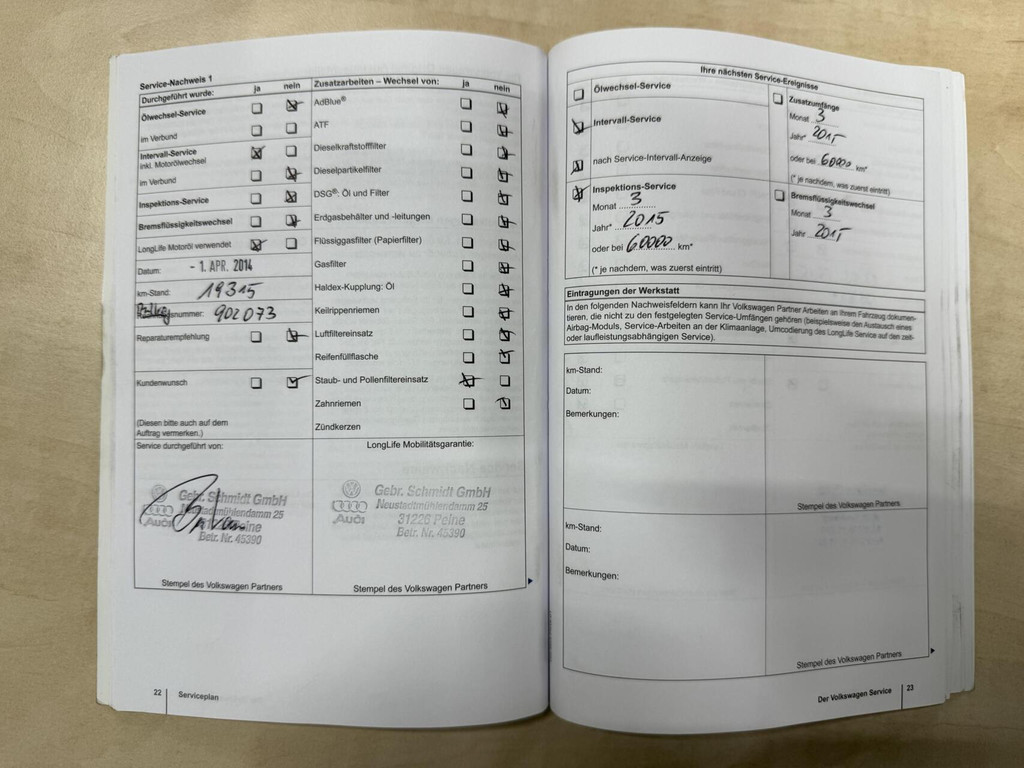 Service-Nachweis 1
Durchgeführt wurde: ja nein
Ölwechsel-Service
im Verbund
Intervall-Service
inkl. Motorölwechsel
im Verbund
Inspektions-Service
Bremsflüssigkeitswechsel
LongLife Motoröl verwendet
Datum: - 1. APR. 2014
km-Stand: 19315
nummer: 902073
Reparaturempfehlung
Kundenwunsch
(Diesen bitte auch auf dem
Auftrag vermerken.)
Service durchgeführt von:
Gebr. Schmidt GmbH
Neustadtmühlendamm 25
Audi Peine
Betr. Nr. 45390
Stempel des Volkswagen Partners
Zusatzarbeiten – Wechsel von: ja nein
AdBlue®
ATF
Dieselkraftstofffilter
Dieselpartikelfilter
DSG®: Öl und Filter
Erdgasbehälter und -leitungen
Flüssiggasfilter (Papierfilter)
Gasfilter
Haldex-Kupplung: Öl
Keilrippenriemen
Luftfiltereinsatz
Reifenfüllflasche
Staub- und Pollenfiltereinsatz
Zahnriemen
Zündkerzen
LongLife Mobilitätsgarantie:
Gebr. Schmidt GmbH
Neustadtmühlendamm 25
Audi 31226 Peine
Betr. Nr. 45390
Stempel des Volkswagen Partners
22 Serviceplan
Ihre nächsten Service-Ereignisse
Ölwechsel-Service
Intervall-Service
nach Service-Intervall-Anzeige
Inspektions-Service
Monat 3
Jahr* 2015
oder bei 60000 km*
(* je nachdem, was zuerst eintritt)
Zusatzumfänge
Monat 3
Jahr* 2015
oder bei 60000 km*
(* je nachdem, was zuerst eintritt)
Bremsflüssigkeitswechsel
Monat 3
Jahr 2015
Eintragungen der Werkstatt
In den folgenden Nachweisfeldern kann Ihr Volkswagen Partner Arbeiten an Ihrem Fahrzeug dokumen-
tieren, die nicht zu den festgelegten Service-Umfängen gehören (beispielsweise den Austausch eines
Airbag-Moduls, Service-Arbeiten an der Klimaanlage, Umcodierung des LongLife Service auf den zeit-
oder laufleistungsabhängigen Service).
km-Stand:
Datum:
Bemerkungen:
Stempel des Volkswagen Partners
km-Stand:
Datum:
Bemerkungen:
Stempel des Volkswagen Partners
Der Volkswagen Service 23